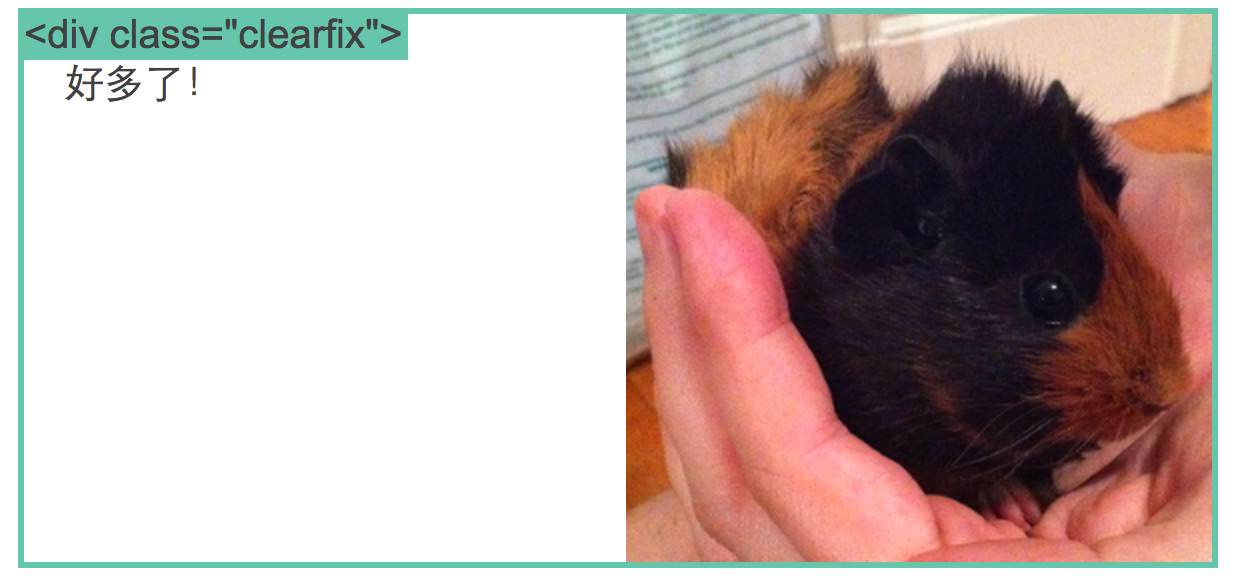 <div class="clearfix">
好多了！